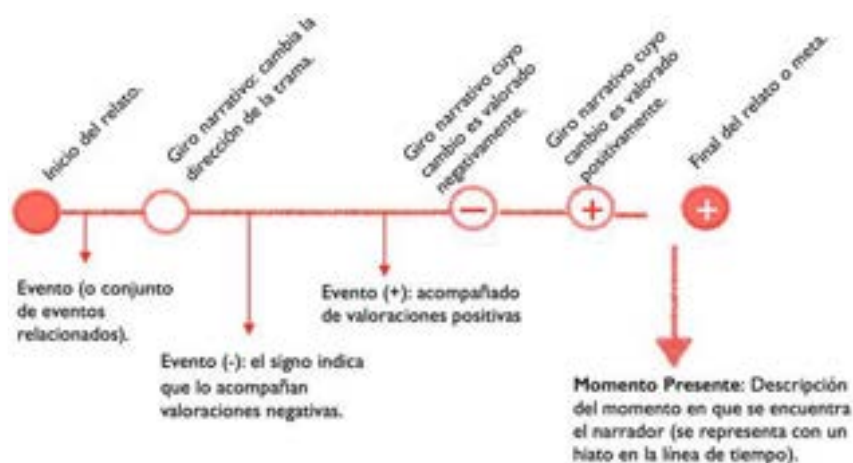 Inicio del relato.
Giro narrativo: cambia la
dirección de la trama.
Giro narrativo cuyo
cambio es valorado
negativamente.
Giro narrativo cuyo
cambio es valorado
positivamente.
Final del relato o meta.
Evento (o conjunto
de eventos
relacionados).
Evento (-): el signo indica
que lo acompañan
valoraciones negativas.
Evento (+): acompañado
de valoraciones positivas
Momento Presente: Descripción
del momento en que se encuentra
el narrador (se representa con un
hiato en la línea de tiempo).